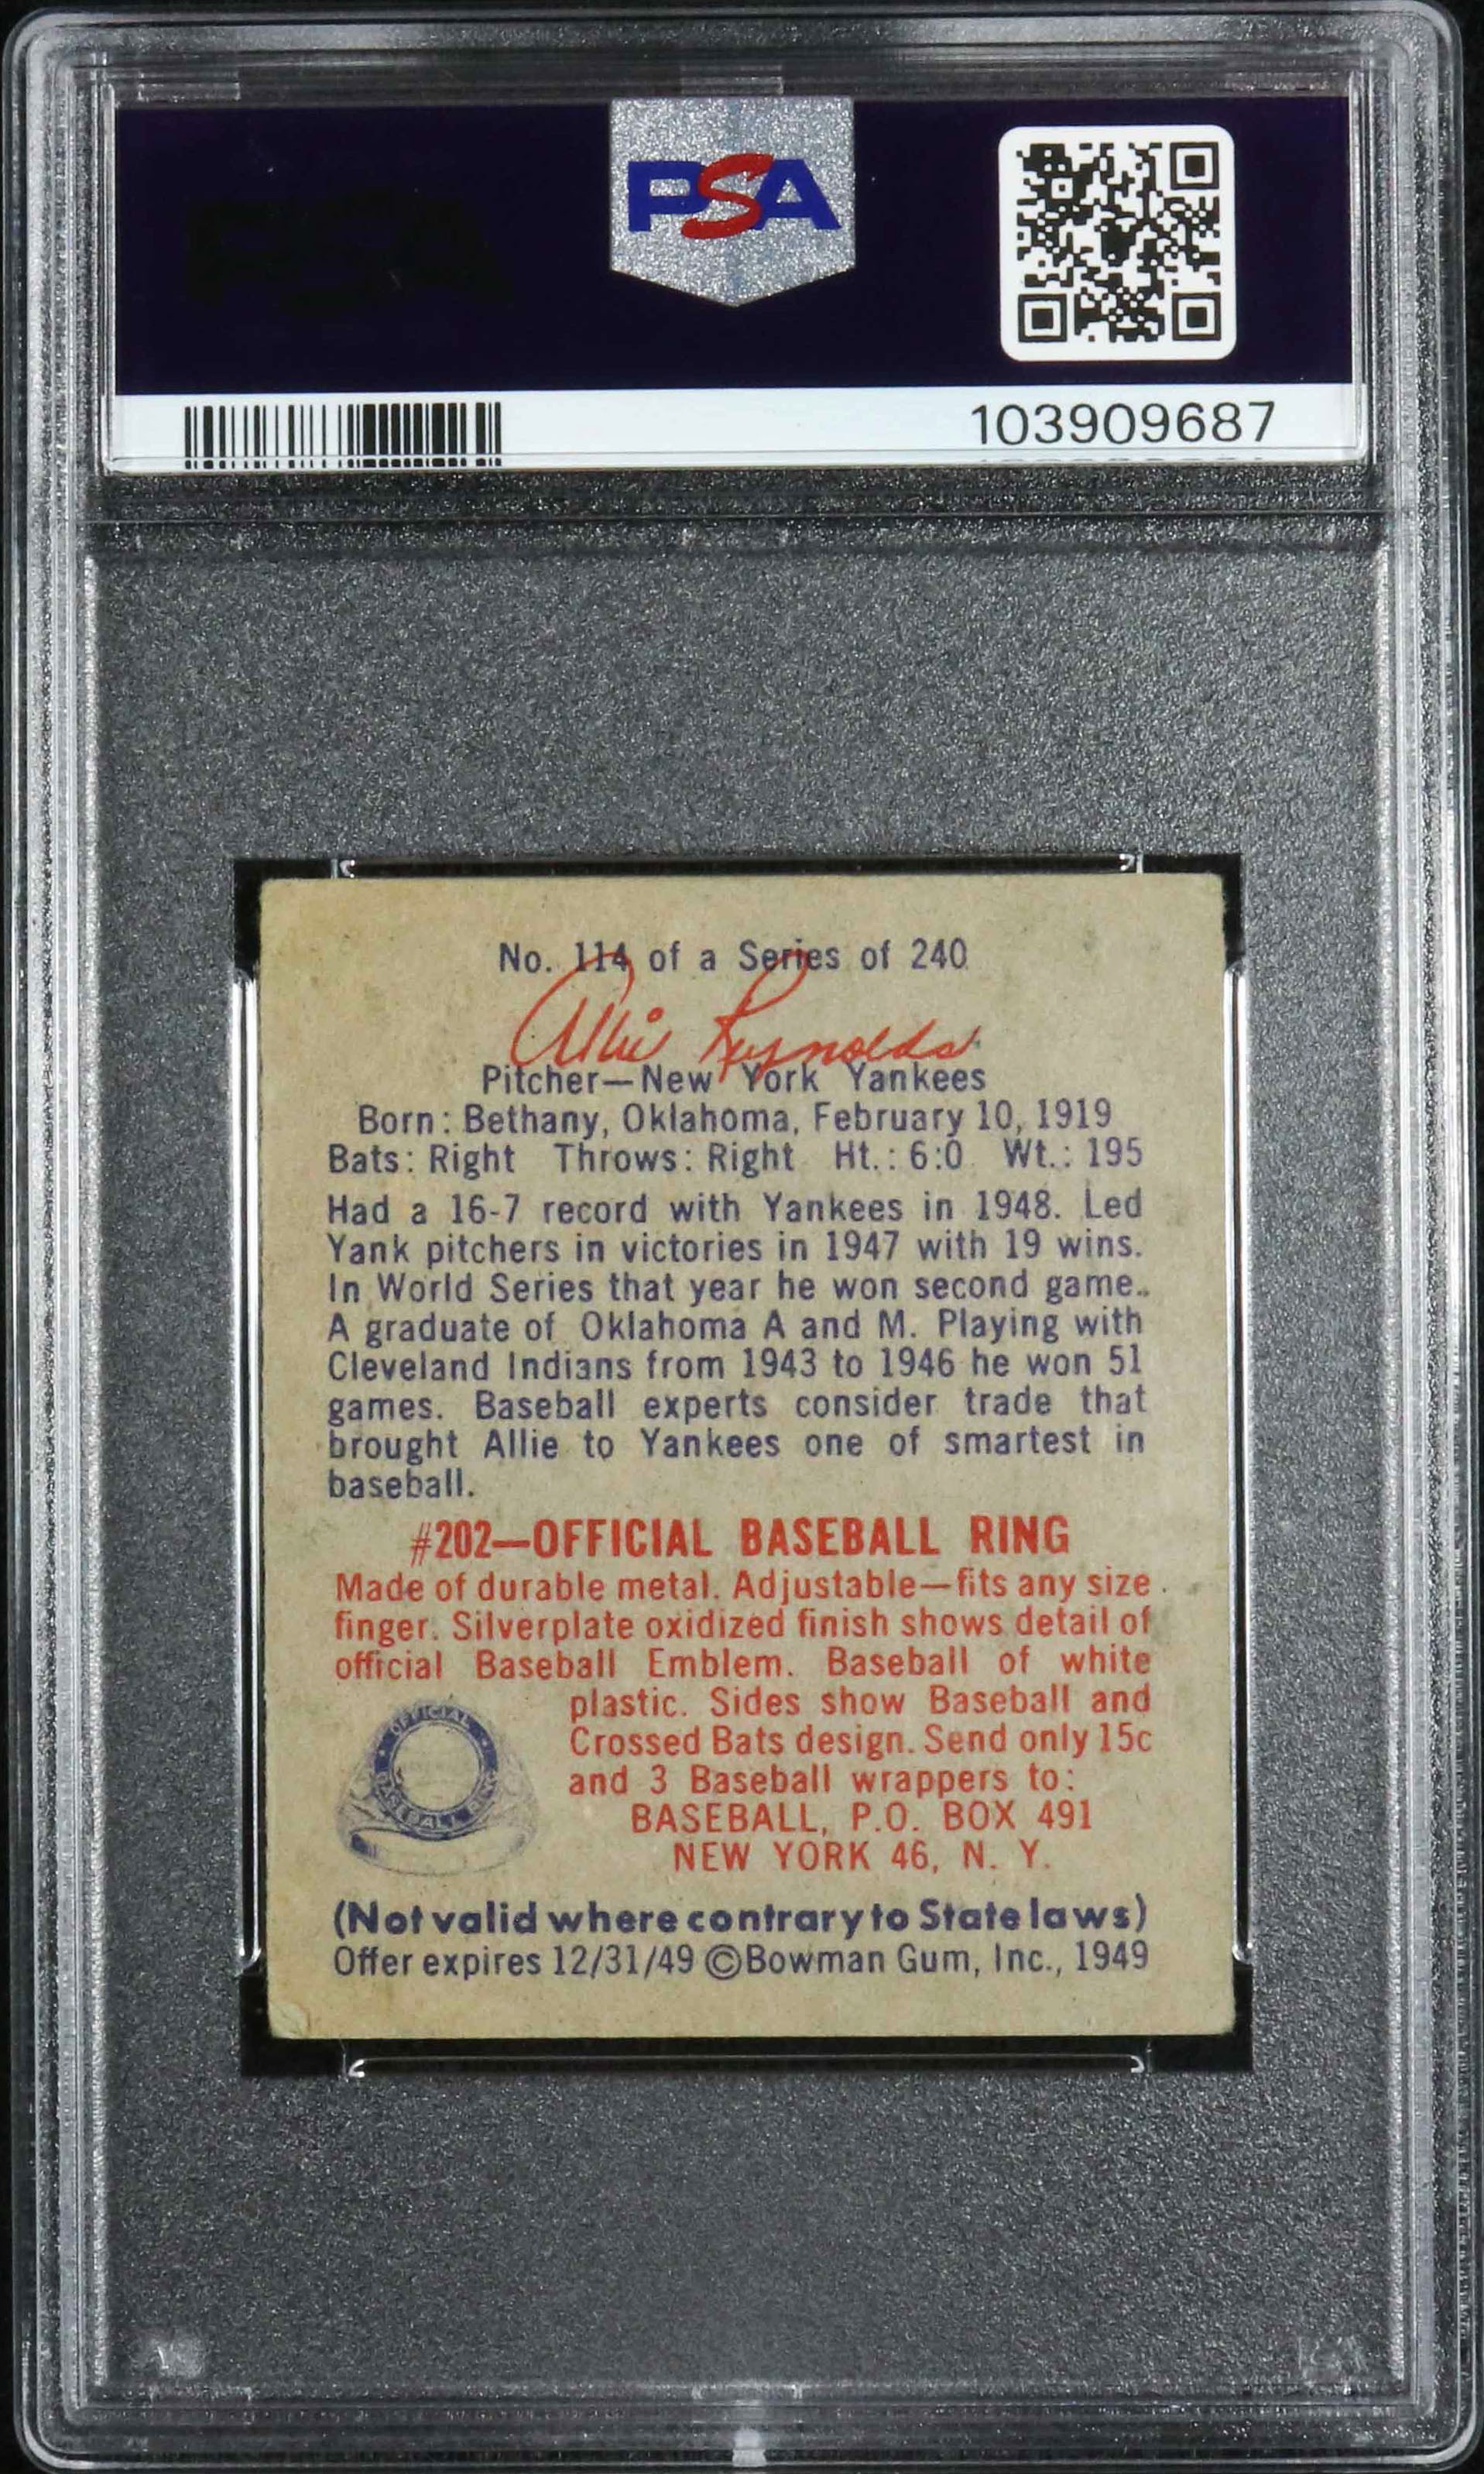 PSA
103909687
No. 114 of a Series of 240
Allie Reynolds
Pitcher—New York Yankees
Born: Bethany, Oklahoma, February 10, 1919
Bats: Right Throws: Right Ht.: 6:0 Wt.: 195
Had a 16-7 record with Yankees in 1948. Led
Yank pitchers in victories in 1947 with 19 wins.
In World Series that year he won second game.
A graduate of Oklahoma A and M. Playing with
Cleveland Indians from 1943 to 1946 he won 51
games. Baseball experts consider trade that
brought Allie to Yankees one of smartest in
baseball.
#202—OFFICIAL BASEBALL RING
Made of durable metal. Adjustable—fits any size
finger. Silverplate oxidized finish shows detail of
official Baseball Emblem. Baseball of white
plastic. Sides show Baseball and
Crossed Bats design. Send only 15c
and 3 Baseball wrappers to:
BASEBALL, P.O. BOX 491
NEW YORK 46, N. Y.
OFFICIAL
BASEBALL RING
(Not valid where contrary to State laws)
Offer expires 12/31/49 ©Bowman Gum, Inc., 1949